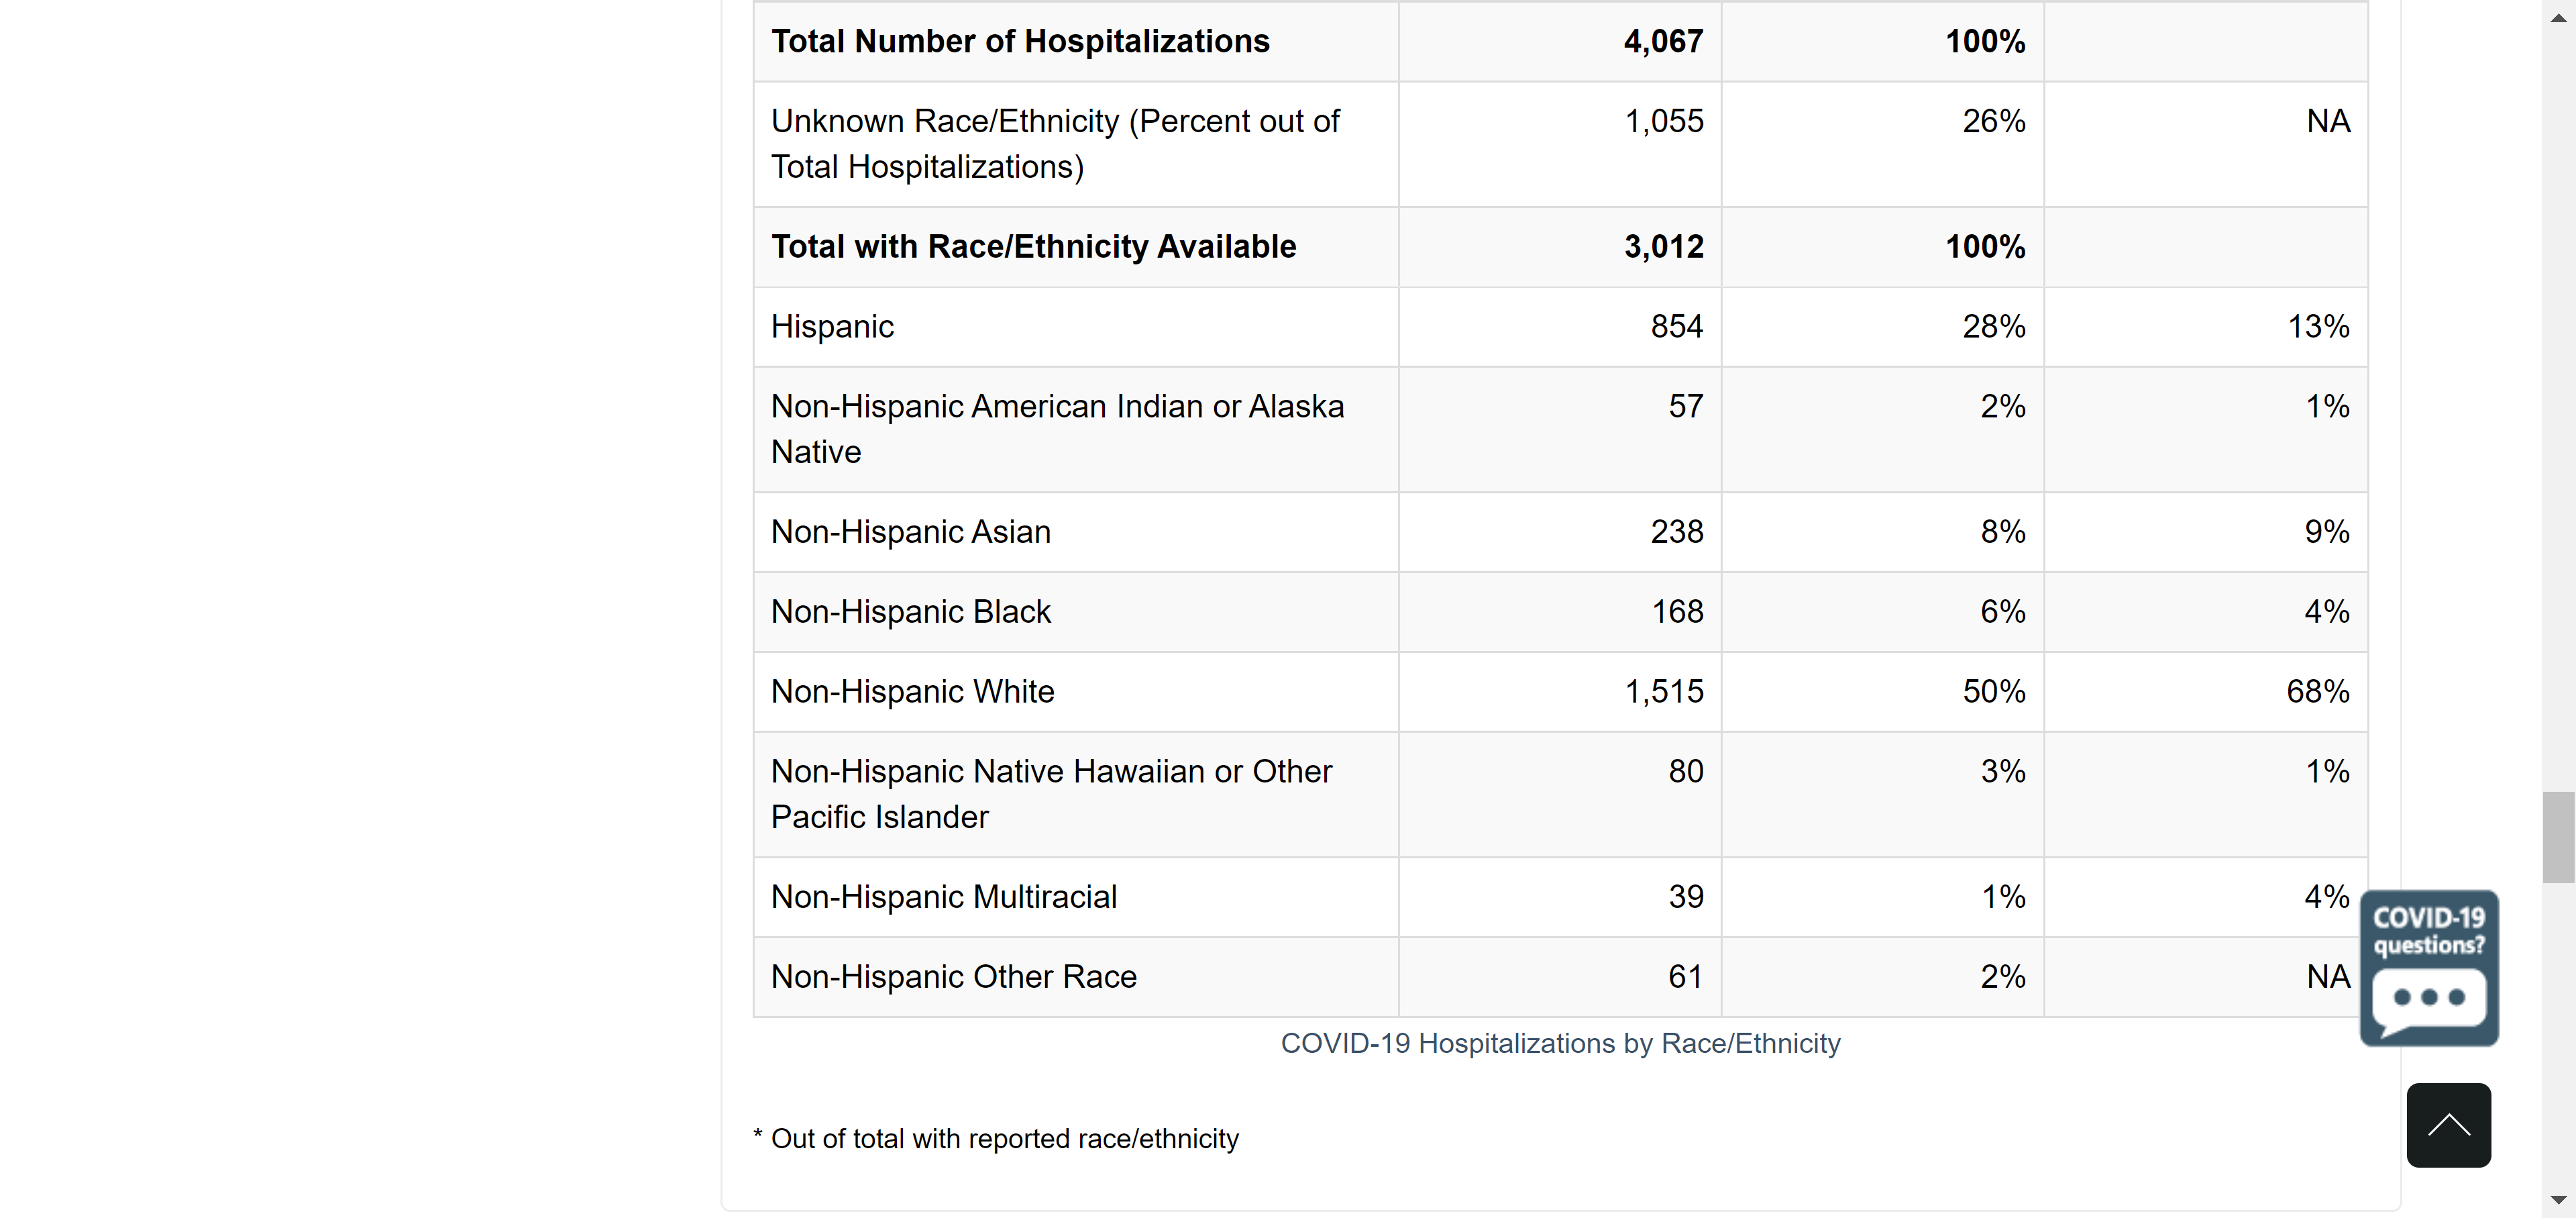 Total Number of Hospitalizations 4,067 100%
Unknown Race/Ethnicity (Percent out of 1,055 26% NA
Total Hospitalizations)
Total with Race/Ethnicity Available 3,012 100%
Hispanic 854 28% 13%
Non-Hispanic American Indian or Alaska 57 2% 1%
Native
Non-Hispanic Asian 238 8% 9%
Non-Hispanic Black 168 6% 4%
Non-Hispanic White 1,515 50% 68%
Non-Hispanic Native Hawaiian or Other 80 3% 1%
Pacific Islander
Non-Hispanic Multiracial 39 1% 4%
Non-Hispanic Other Race 61 2% NA
COVID-19 Hospitalizations by Race/Ethnicity
* Out of total with reported race/ethnicity
COVID-19
questions?